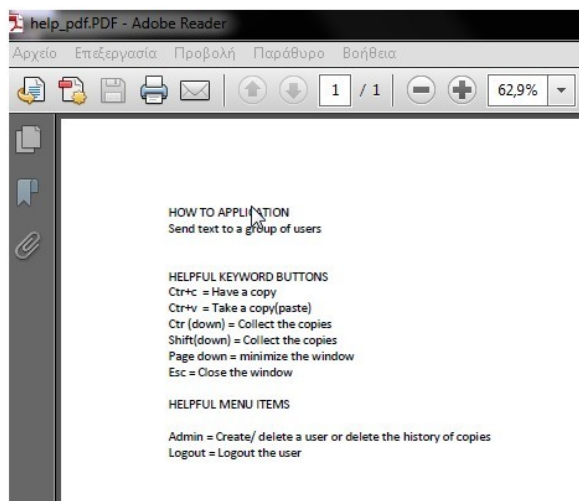 help_pdf.PDF - Adobe Reader
Αρχείο Επεξεργασία Προβολή Παράθυρο Βοήθεια
1 / 1 62,9%
HOW TO APPLICATION
Send text to a group of users
HELPFUL KEYWORD BUTTONS
Ctr+c = Have a copy
Ctr+v = Take a copy(paste)
Ctr (down) = Collect the copies
Shift(down) = Collect the copies
Page down = minimize the window
Esc = Close the window
HELPFUL MENU ITEMS
Admin = Create/ delete a user or delete the history of copies
Logout = Logout the user